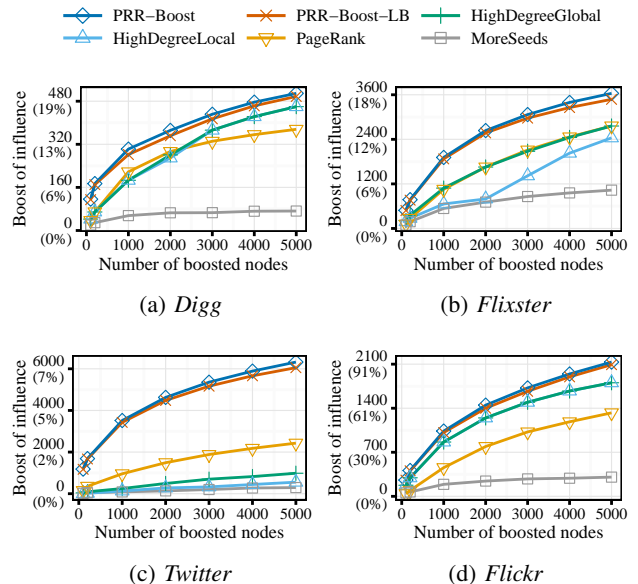 PRR−Boost PRR−Boost−LB HighDegreeGlobal
HighDegreeLocal PageRank MoreSeeds
Boost of influence
480
(19%)
320
(13%)
160
(6%)
0
(0%)
0 1000 2000 3000 4000 5000
Number of boosted nodes
(a) Digg
Boost of influence
3600
(18%)
2400
(12%)
1200
(6%)
0
(0%)
0 1000 2000 3000 4000 5000
Number of boosted nodes
(b) Flixster
Boost of influence
6000
(7%)
4000
(5%)
2000
(2%)
0
(0%)
0 1000 2000 3000 4000 5000
Number of boosted nodes
(c) Twitter
Boost of influence
2100
(91%)
1400
(61%)
700
(30%)
0
(0%)
0 1000 2000 3000 4000 5000
Number of boosted nodes
(d) Flickr